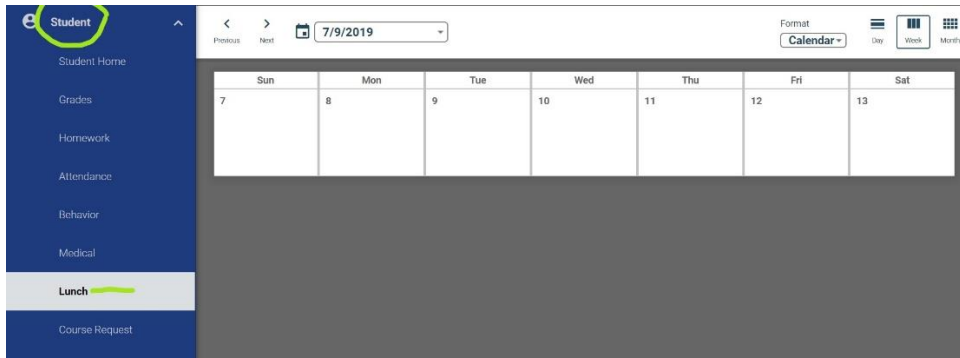 Student
Student Home
Grades
Homework
Attendance
Behavior
Medical
Lunch
Course Request
Previous
Next
7/9/2019
Format
Calendar
Day
Week
Month
Sun Mon Tue Wed Thu Fri Sat
7 8 9 10 11 12 13